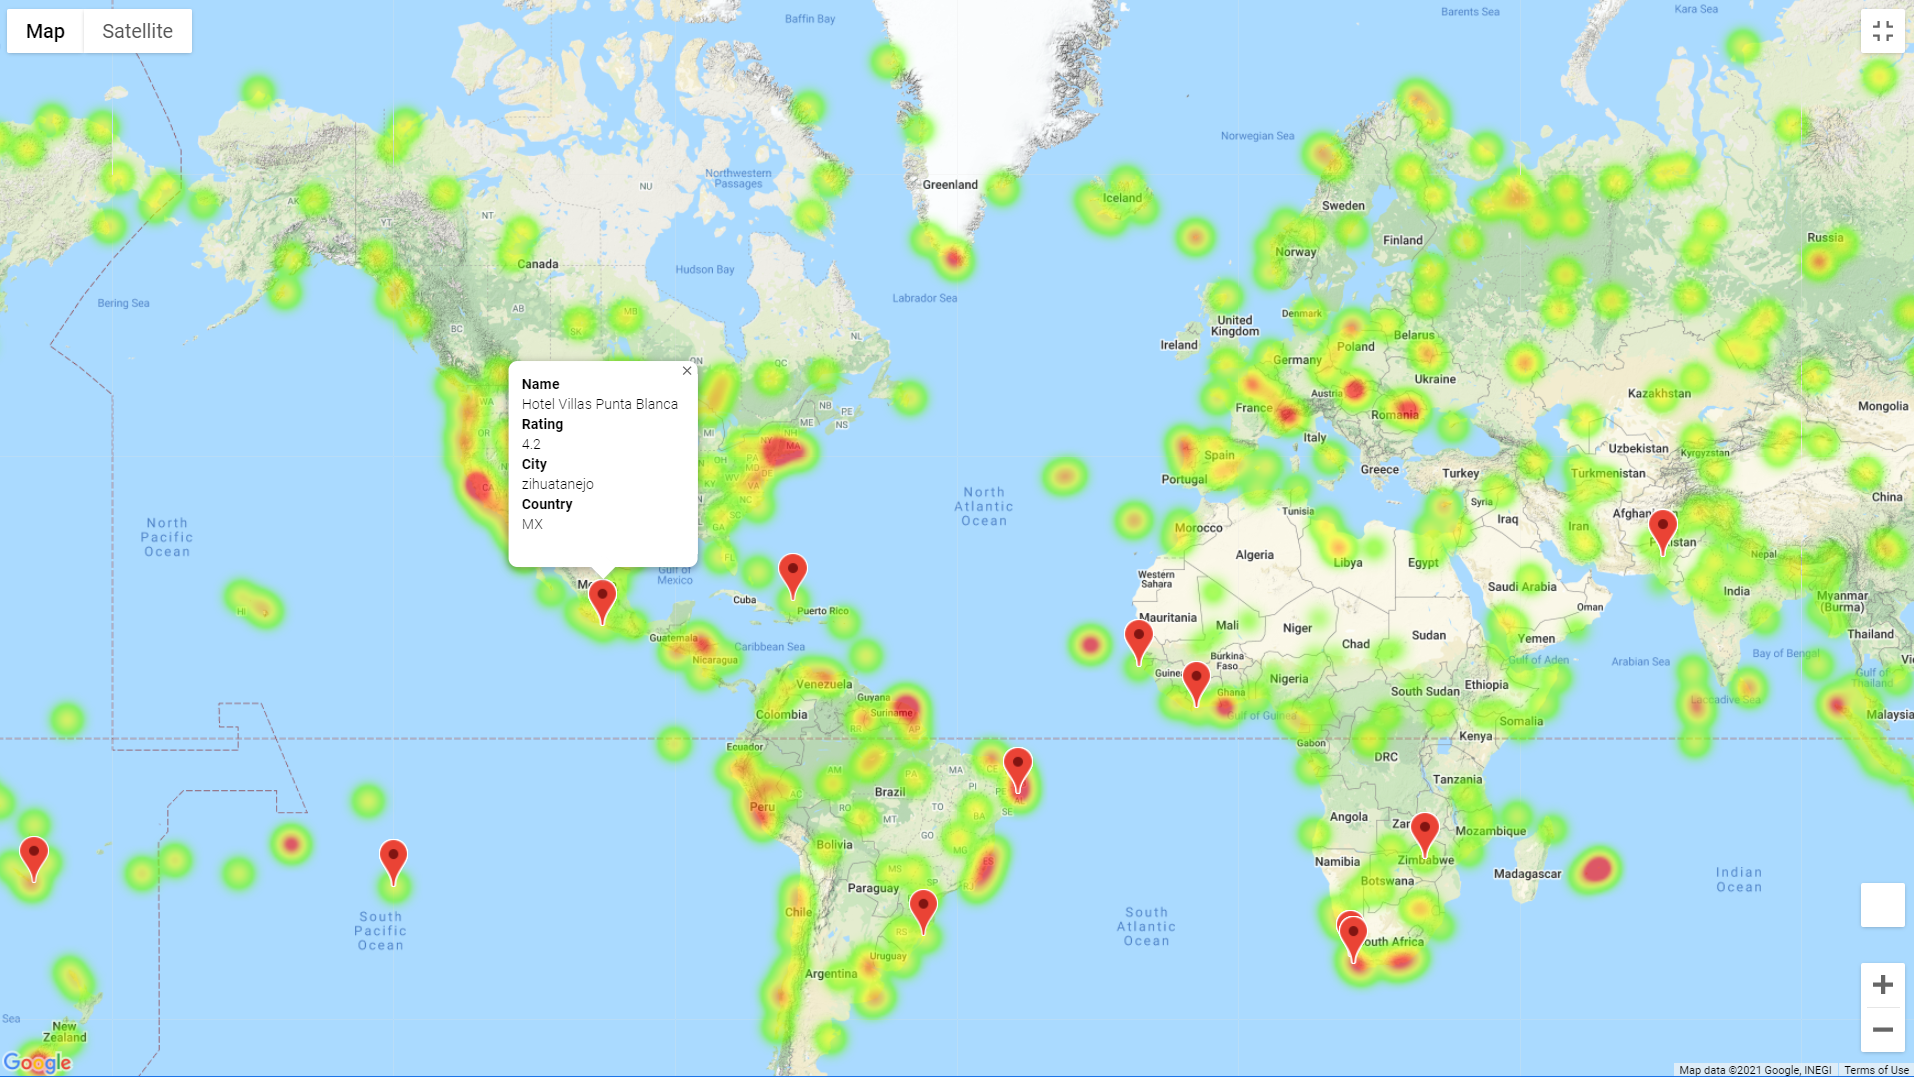 Map
Satellite
Baffin Bay
Barents Sea
Kara Sea
Norwegian Sea
Northwestern
Passages
NU
Greenland
Iceland
Sweden
AK
YT
NT
Finland
Russia
Norway
Canada
Hudson Bay
Bering Sea
Labrador Sea
AB
MB
SK
BC
NL
United
Kingdom
Denmark
Ireland
Belarus
Poland
Germany
ON
QC
Ukraine
Kazakhstan
Austria
France
Romania
Mongolia
WA
NB
PE
ME
NS
OR
MI
NH
NY
MA
Italy
Uzbekistan
Kyrgyzstan
Spain
Portugal
Greece
Turkey
Turkmenistan
OH
PA
MD
DE
China
CA
KY
WV
VA
NC
Syria
North
Atlantic
Ocean
Tunisia
Iraq
Iran
Afghan
stan
SC
GA
Morocco
North
Pacific
Ocean
Algeria
Libya
Egypt
Nepal
FL
Name
Hotel Villas Punta Blanca
Rating
4.2
City
zihuatanejo
Country
MX
Gulf of
Mexico
Western
Sahara
Saudi Arabia
India
Cuba
Puerto Rico
HI
Mauritania
Mali
Niger
Chad
Sudan
Oman
Yemen
Myanmar
(Burma)
Thailand
Guatemala
Nicaragua
Caribbean Sea
Burkina
Faso
Guinea
Nigeria
Ghana
Gulf of Guinea
South Sudan
Ethiopia
Gulf of Aden
Arabian Sea
Bay of Bengal
Gulf of
Thailand
Laccadive Sea
Malaysia
Somalia
Venezuela
Guyana
Suriname
Colombia
RR
AP
Ecuador
Gabon
DRC
Kenya
Tanzania
AM
PA
MA
CE
PI
PE
AL
SE
AC
RO
TO
BA
MT
GO
MG
ES
RJ
MS
SP
RS
Brazil
Peru
Bolivia
Paraguay
Chile
Uruguay
Argentina
Angola
Mozambique
Zimbabwe
Namibia
Botswana
Madagascar
outh Africa
Indian
Ocean
South
Pacific
Ocean
South
Atlantic
Ocean
Sea
New
Zealand
Google
Map data ©2021 Google, INEGI
Terms of Use